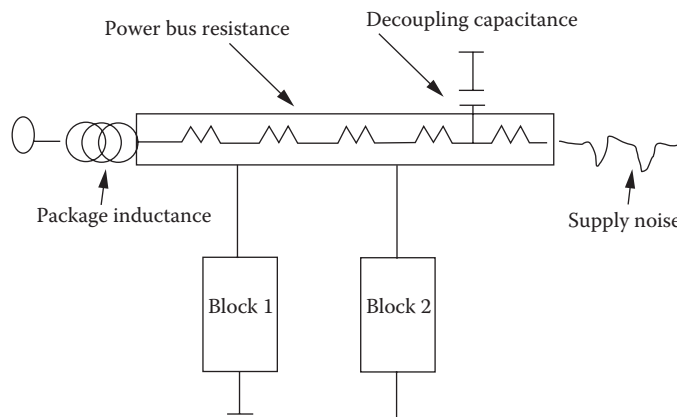 Decoupling capacitance
Power bus resistance
Package inductance
Supply noise
Block 1
Block 2